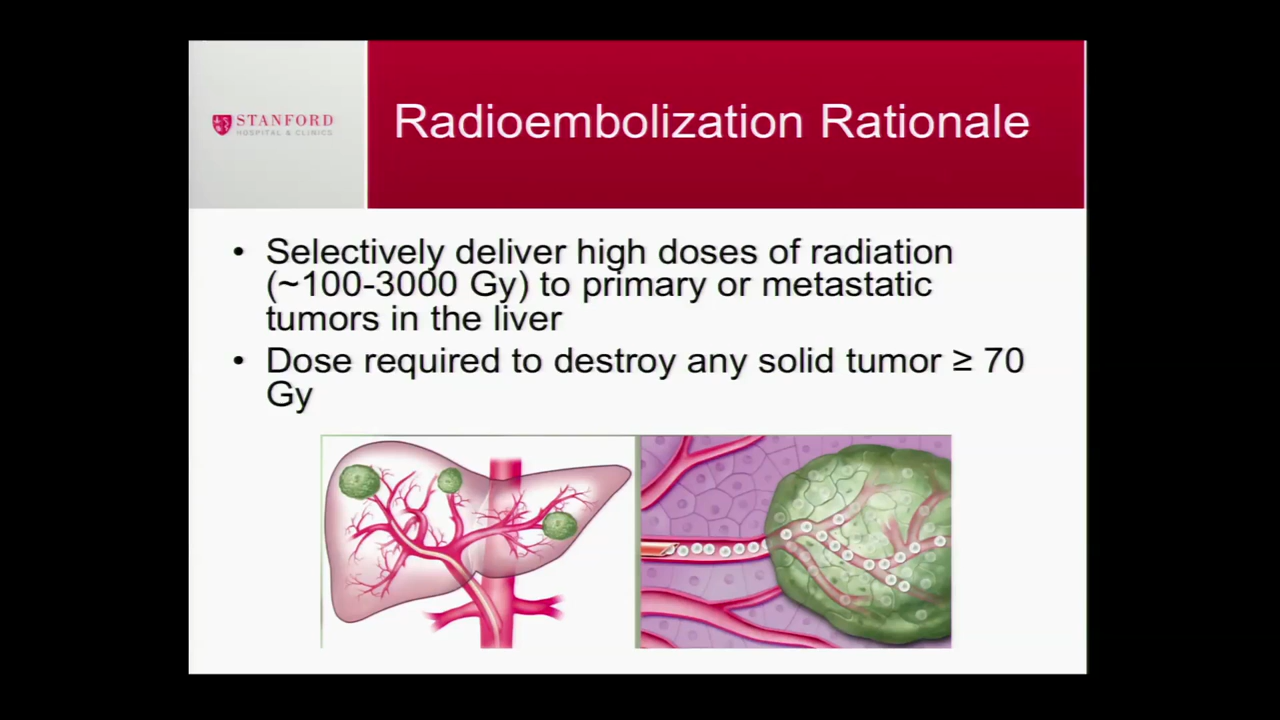 STANFORD
HOSPITAL & CLINICS
Radioembolization Rationale
• Selectively deliver high doses of radiation
(~100-3000 Gy) to primary or metastatic
tumors in the liver
• Dose required to destroy any solid tumor ≥ 70
Gy